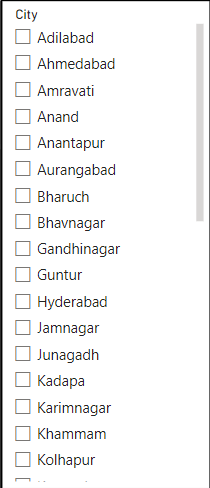 City
Adilabad
Ahmedabad
Amravati
Anand
Anantapur
Aurangabad
Bharuch
Bhavnagar
Gandhinagar
Guntur
Hyderabad
Jamnagar
Junagadh
Kadapa
Karimnagar
Khammam
Kolhapur